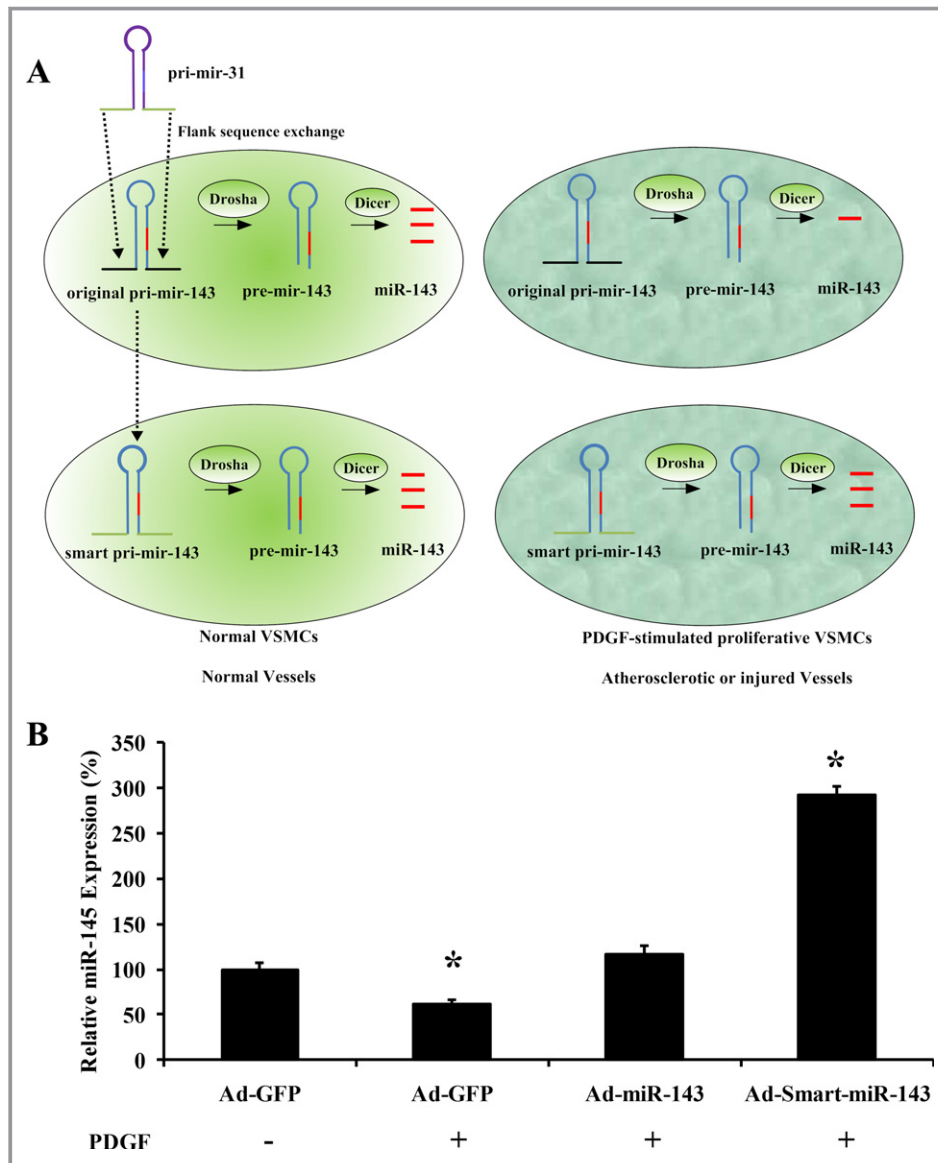 A
pri-mir-31
Flank sequence exchange
Drosha
Dicer
original pri-mir-143
pre-mir-143
miR-143
Drosha
Dicer
original pri-mir-143
pre-mir-143
miR-143
Drosha
Dicer
smart pri-mir-143
pre-mir-143
miR-143
Drosha
Dicer
smart pri-mir-143
pre-mir-143
miR-143
Normal VSMCs
Normal Vessels
PDGF-stimulated proliferative VSMCs
Atherosclerotic or injured Vessels
B
Relative miR-145 Expression (%)
350
300
250
200
150
100
50
0
*
*
Ad-GFP Ad-GFP Ad-miR-143 Ad-Smart-miR-143
PDGF - + + +